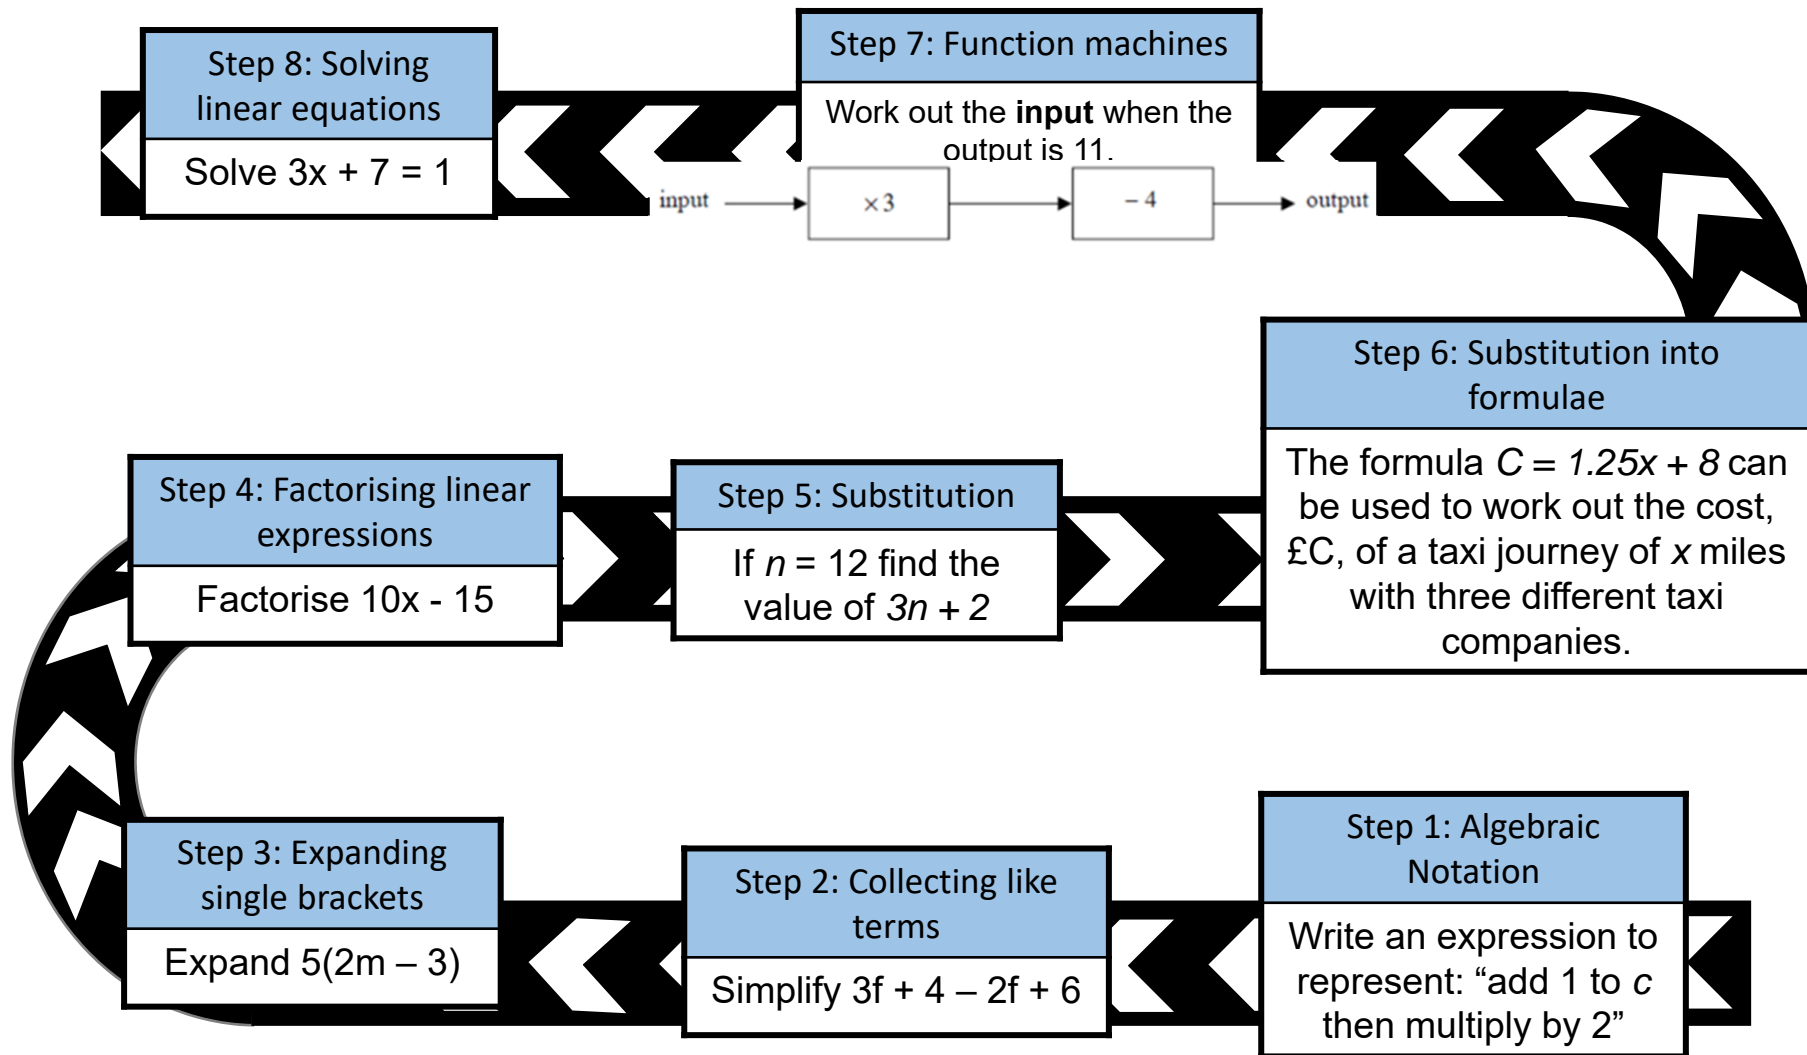 Step 8: Solving
linear equations
Solve 3x + 7 = 1
Step 7: Function machines
Work out the input when the
output is 11.
input
×3
– 4
output
Step 6: Substitution into
formulae
The formula C = 1.25x + 8 can
be used to work out the cost,
£C, of a taxi journey of x miles
with three different taxi
companies.
Step 4: Factorising linear
expressions
Factorise 10x - 15
Step 5: Substitution
If n = 12 find the
value of 3n + 2
Step 3: Expanding
single brackets
Expand 5(2m – 3)
Step 2: Collecting like
terms
Simplify 3f + 4 – 2f + 6
Step 1: Algebraic
Notation
Write an expression to
represent: “add 1 to c
then multiply by 2”